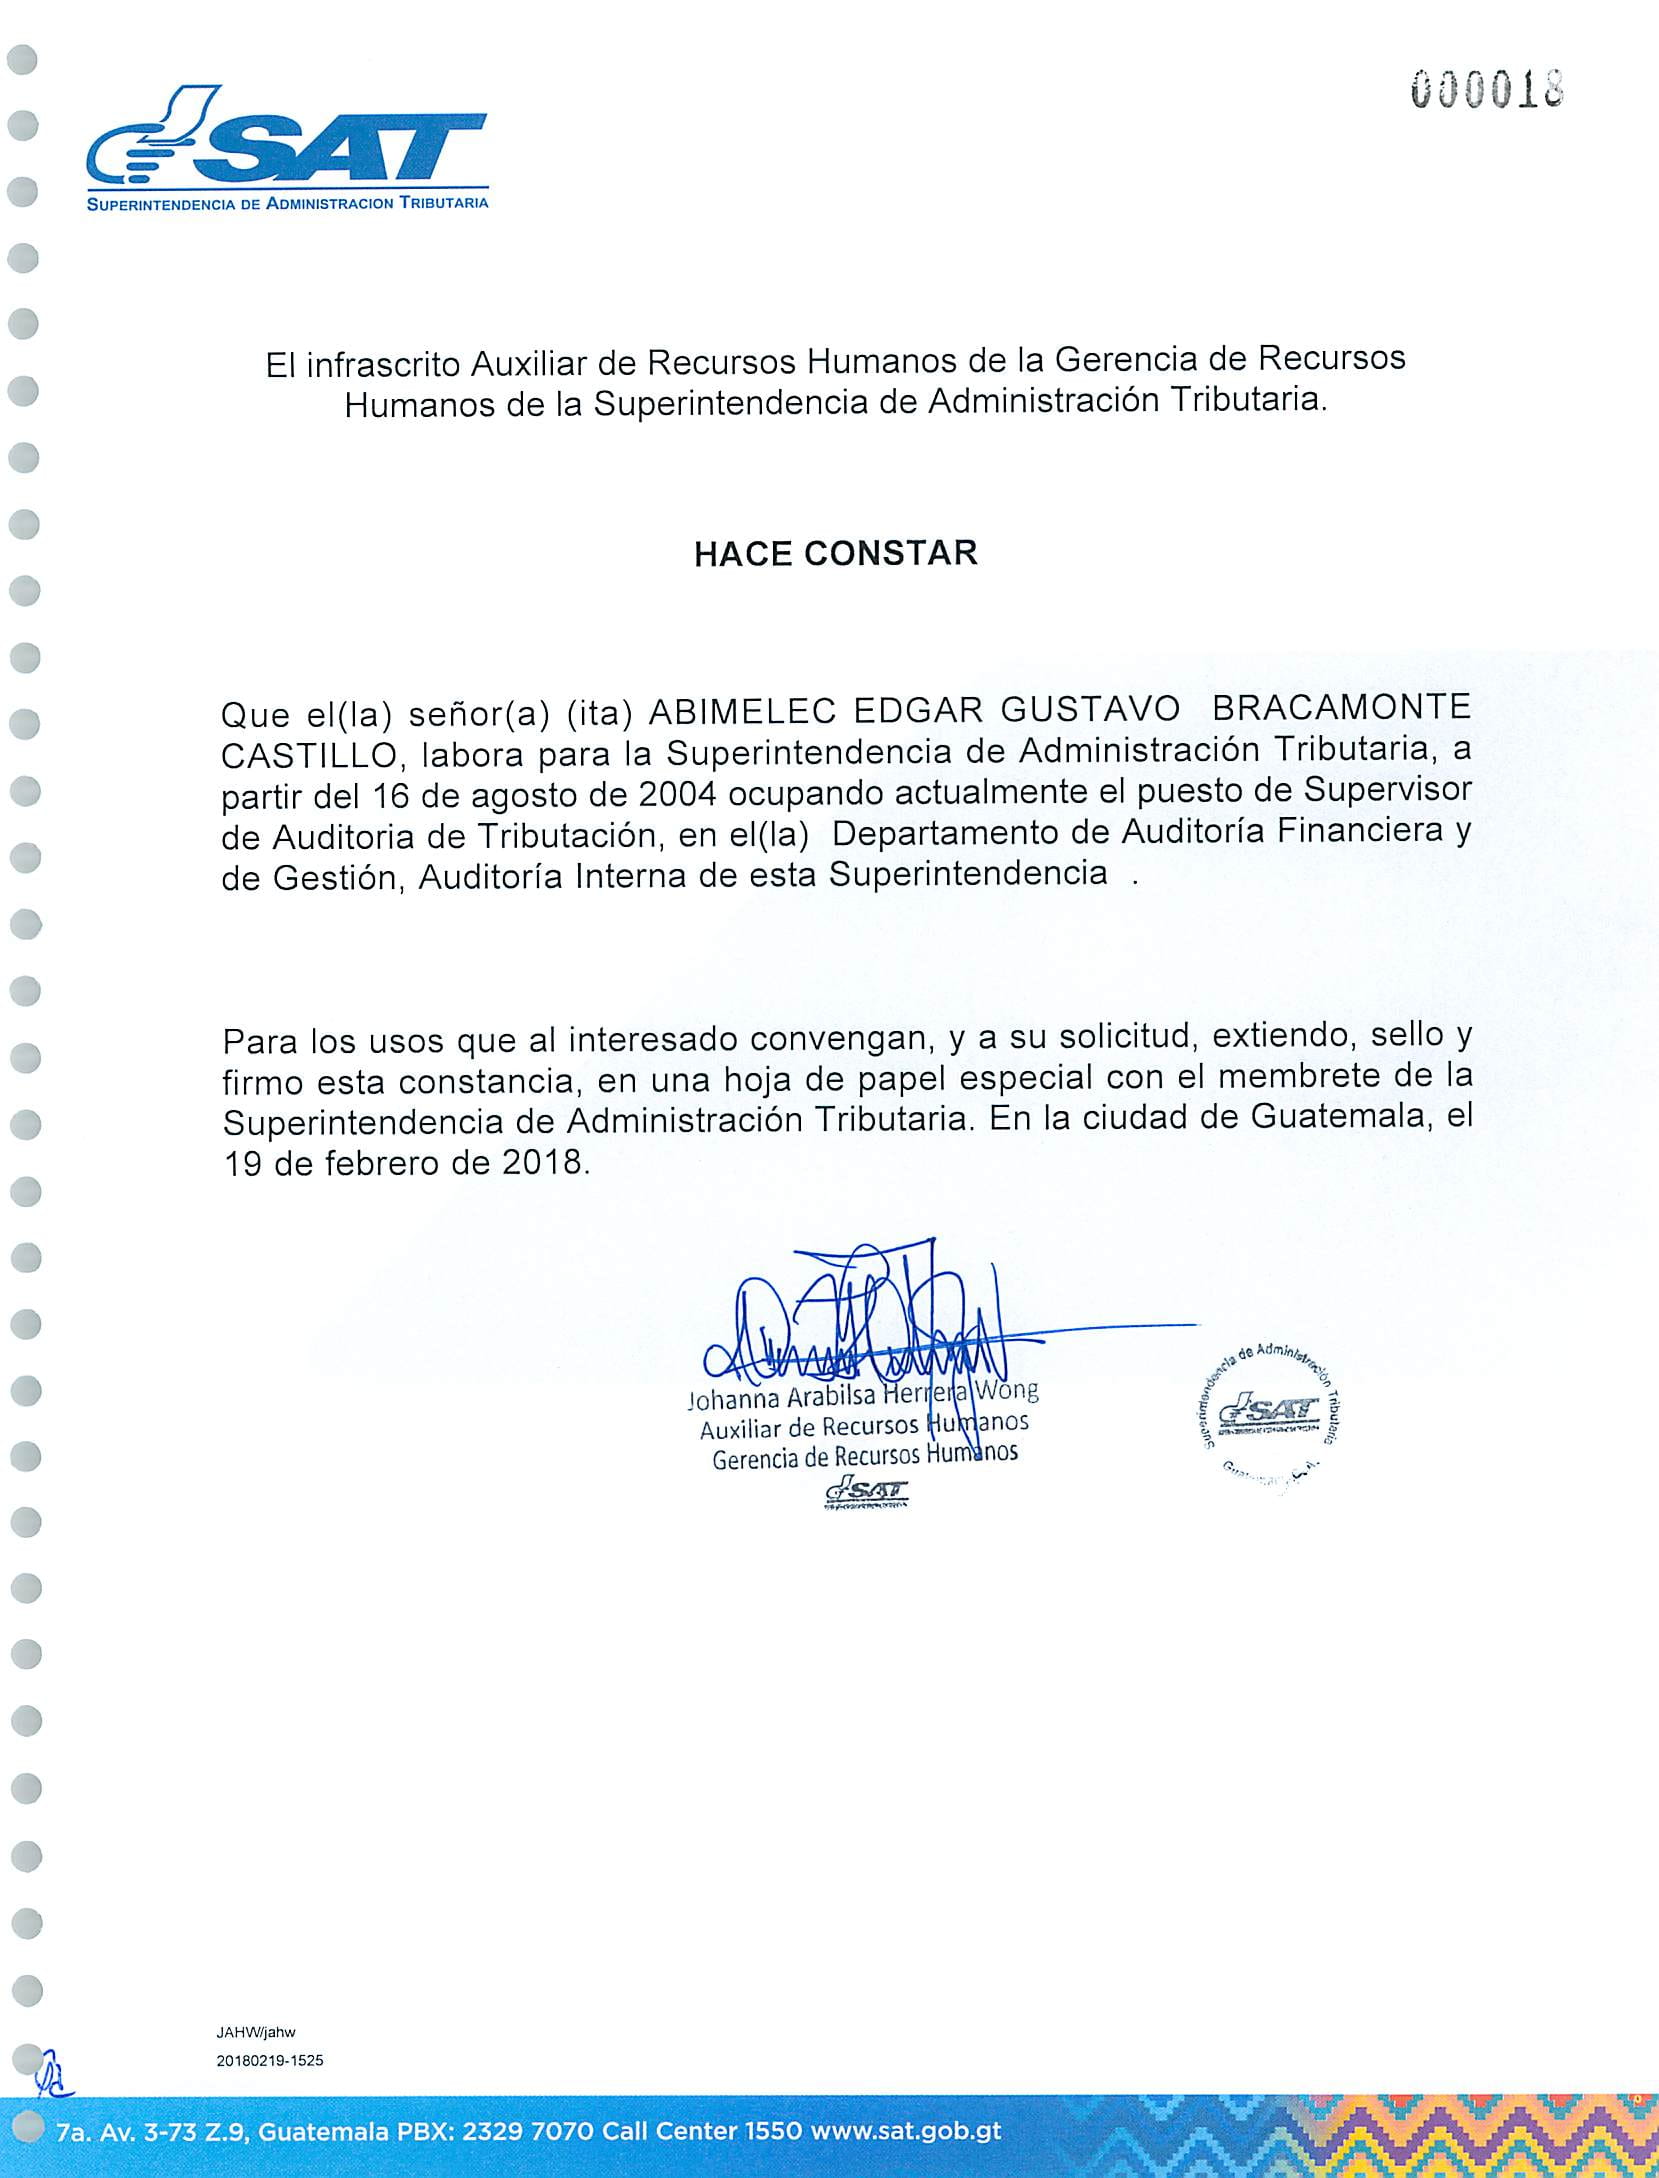 000018
SAT
SUPERINTENDENCIA DE ADMINISTRACION TRIBUTARIA
El infrascrito Auxiliar de Recursos Humanos de la Gerencia de Recursos
Humanos de la Superintendencia de Administración Tributaria.
HACE CONSTAR
Que el(la) señor(a) (ita) ABIMELEC EDGAR GUSTAVO BRACAMONTE
CASTILLO, labora para la Superintendencia de Administración Tributaria, a
partir del 16 de agosto de 2004 ocupando actualmente el puesto de Supervisor
de Auditoria de Tributación, en el(la) Departamento de Auditoría Financiera y
de Gestión, Auditoría Interna de esta Superintendencia .
Para los usos que al interesado convengan, y a su solicitud, extiendo, sello y
firmo esta constancia, en una hoja de papel especial con el membrete de la
Superintendencia de Administración Tributaria. En la ciudad de Guatemala, el
19 de febrero de 2018.
Johanna Arabilsa Herrera Wong
Auxiliar de Recursos Humanos
Gerencia de Recursos Humanos
SAT
Superintendencia de Administración Tributaria
SAT
Guatemala, C.A.
JAHW/jahw
20180219-1525
7a. Av. 3-73 Z.9, Guatemala PBX: 2329 7070 Call Center 1550 www.sat.gob.gt